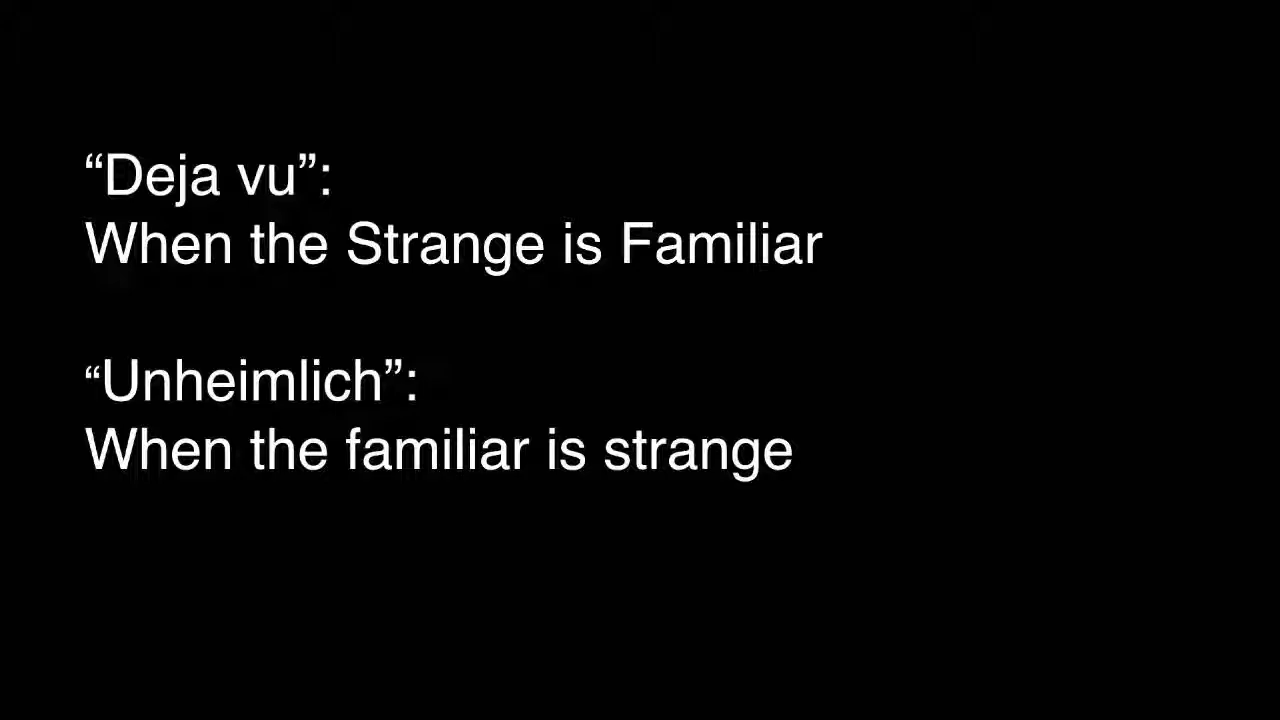 “Deja vu”:
When the Strange is Familiar
“Unheimlich”:
When the familiar is strange